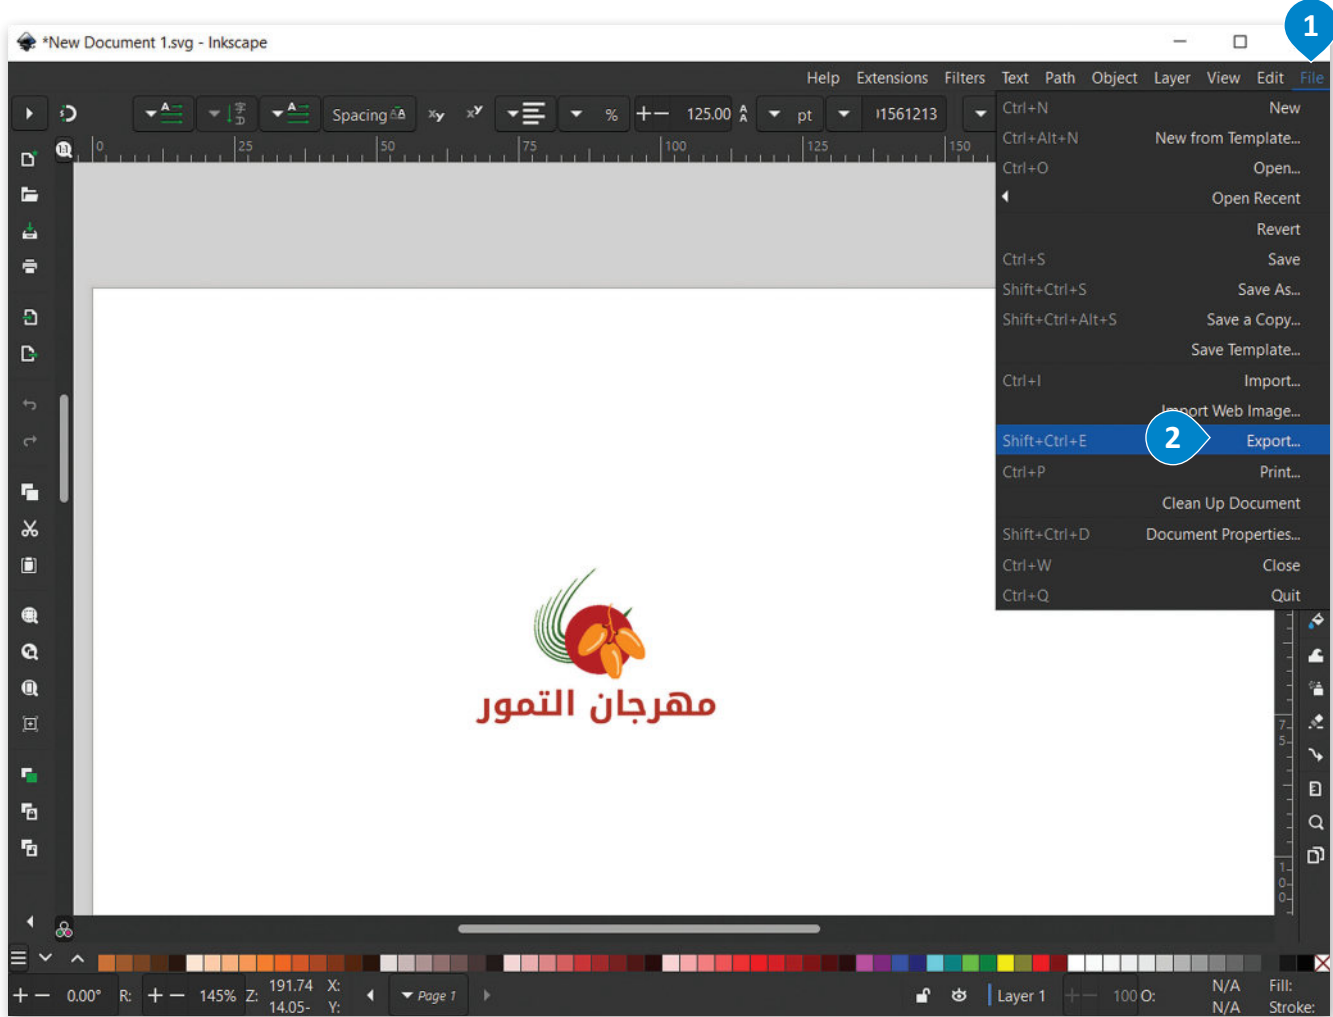 1
*New Document 1.svg - Inkscape
Help Extensions Filters Text Path Object Layer View Edit File
Spacing % 125.00 pt 11561213
0 25 50 75 100 125 150
Ctrl+N New
Ctrl+Alt+N New from Template...
Ctrl+O Open...
Open Recent
Revert
Ctrl+S Save
Shift+Ctrl+S Save As...
Shift+Ctrl+Alt+S Save a Copy...
Save Template...
Ctrl+I Import...
Import Web Image...
Shift+Ctrl+E 2 Export...
Ctrl+P Print...
Clean Up Document
Shift+Ctrl+D Document Properties...
Ctrl+W Close
Ctrl+Q Quit
مهرجان التمور
75
100
0.00° R: 145% Z: 191.74 X: Page 1 Layer 1 100 O: N/A Fill:
14.05- Y: N/A Stroke: